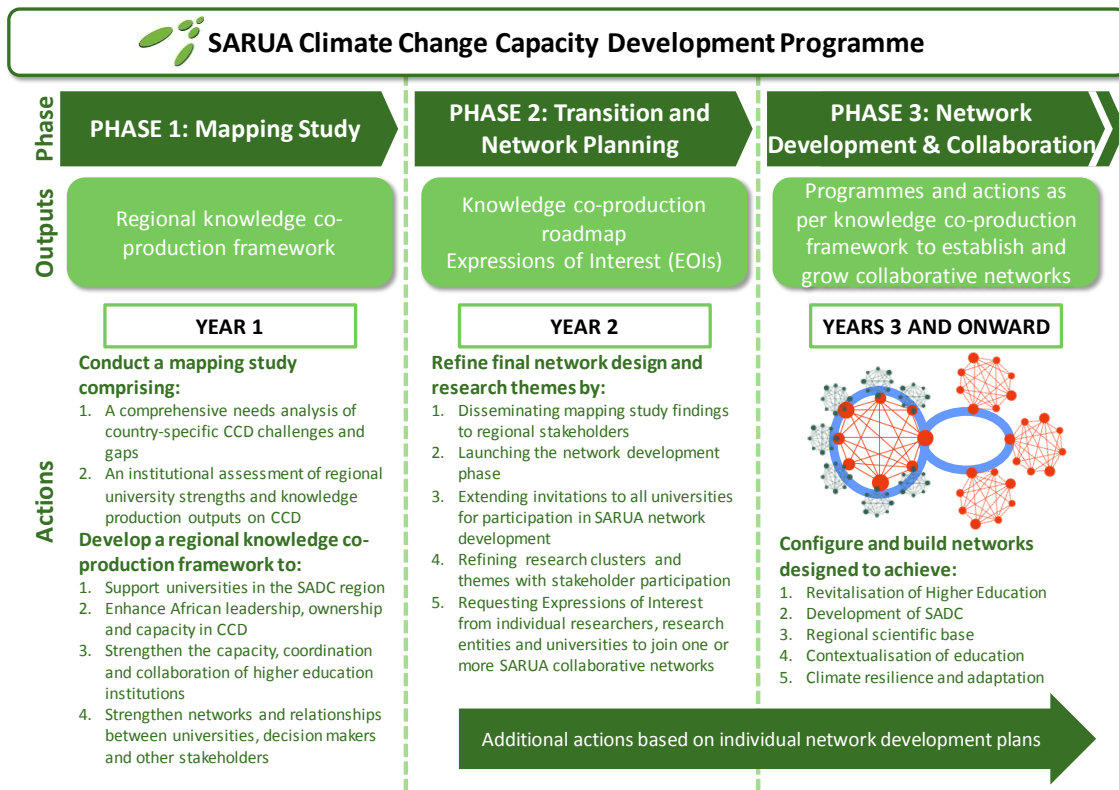 SARUA Climate Change Capacity Development Programme
Phase
PHASE 1: Mapping Study
PHASE 2: Transition and
Network Planning
PHASE 3: Network
Development & Collaboration
Outputs
Regional knowledge co-
production framework
Knowledge co-production
roadmap
Expressions of Interest (EOIs)
Programmes and actions as
per knowledge co-production
framework to establish and
grow collaborative networks
Actions
YEAR 1
Conduct a mapping study
comprising:
1. A comprehensive needs analysis of
country-specific CCD challenges and
gaps
2. An institutional assessment of regional
university strengths and knowledge
production outputs on CCD
Develop a regional knowledge co-
production framework to:
1. Support universities in the SADC region
2. Enhance African leadership, ownership
and capacity in CCD
3. Strengthen the capacity, coordination
and collaboration of higher education
institutions
4. Strengthen networks and relationships
between universities, decision makers
and other stakeholders
YEAR 2
Refine final network design and
research themes by:
1. Disseminating mapping study findings
to regional stakeholders
2. Launching the network development
phase
3. Extending invitations to all universities
for participation in SARUA network
development
4. Refining research clusters and
themes with stakeholder participation
5. Requesting Expressions of Interest
from individual researchers, research
entities and universities to join one or
more SARUA collaborative networks
YEARS 3 AND ONWARD
Configure and build networks
designed to achieve:
1. Revitalisation of Higher Education
2. Development of SADC
3. Regional scientific base
4. Contextualisation of education
5. Climate resilience and adaptation
Additional actions based on individual network development plans